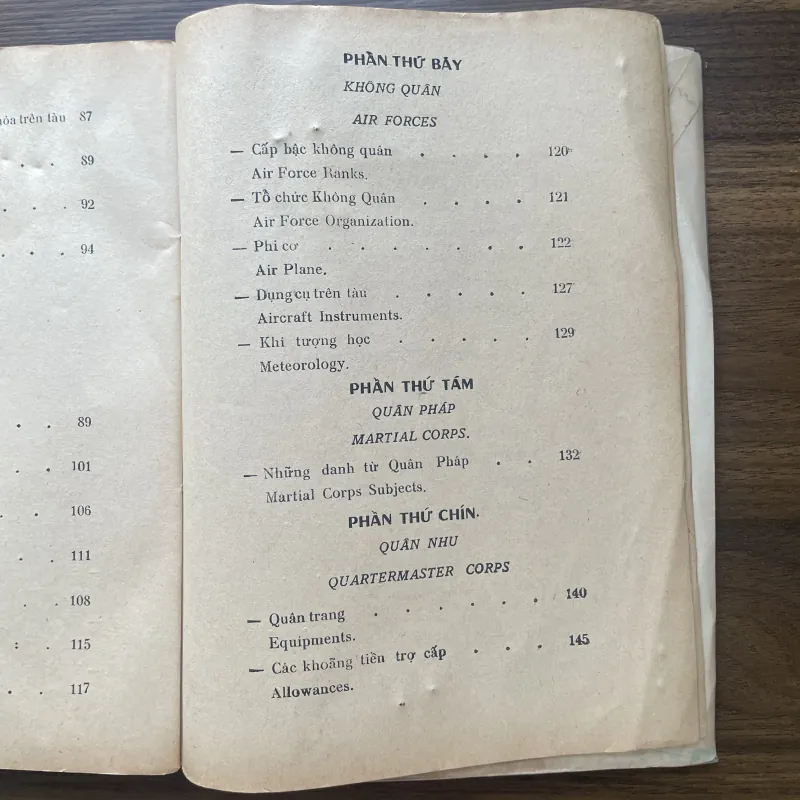 hóa trên tàu 87
. . 89
. . 92
. . . 94
. . 89
. . 101
. . 106
. . 111
. . 108
: . 115
. . 117
PHẦN THỨ BẢY
KHÔNG QUÂN
AIR FORCES
— Cấp bậc không quân . . . . 120
Air Force Ranks.
— Tổ chức Không Quân . . . . 121
Air Force Organization.
— Phi cơ . . . . . . . 122
Air Plane.
— Dụng cụ trên tàu . . . . . 127
Aircraft Instruments.
— Khi tượng học . . . . . 129
Meteorology.
PHẦN THỨ TÁM
QUÂN PHÁP
MARTIAL CORPS.
— Những danh từ Quân Pháp . . 132
Martial Corps Subjects.
PHẦN THỨ CHÍN.
QUÂN NHU
QUARTERMASTER CORPS
— Quân trang . . . . . . 140
Equipments.
— Các khoãng tiền trợ cấp . . . 145
Allowances.